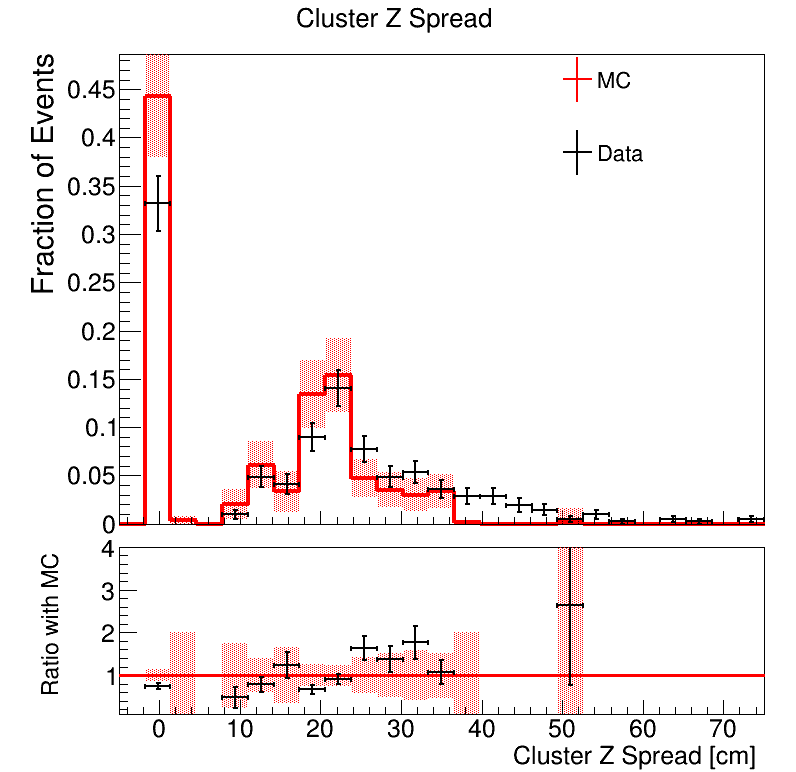 Cluster Z Spread
Fraction of Events
0.45
0.4
0.35
0.3
0.25
0.2
0.15
0.1
0.05
0
MC
Data
Ratio with MC
4
3
2
1
0 10 20 30 40 50 60 70
Cluster Z Spread [cm]